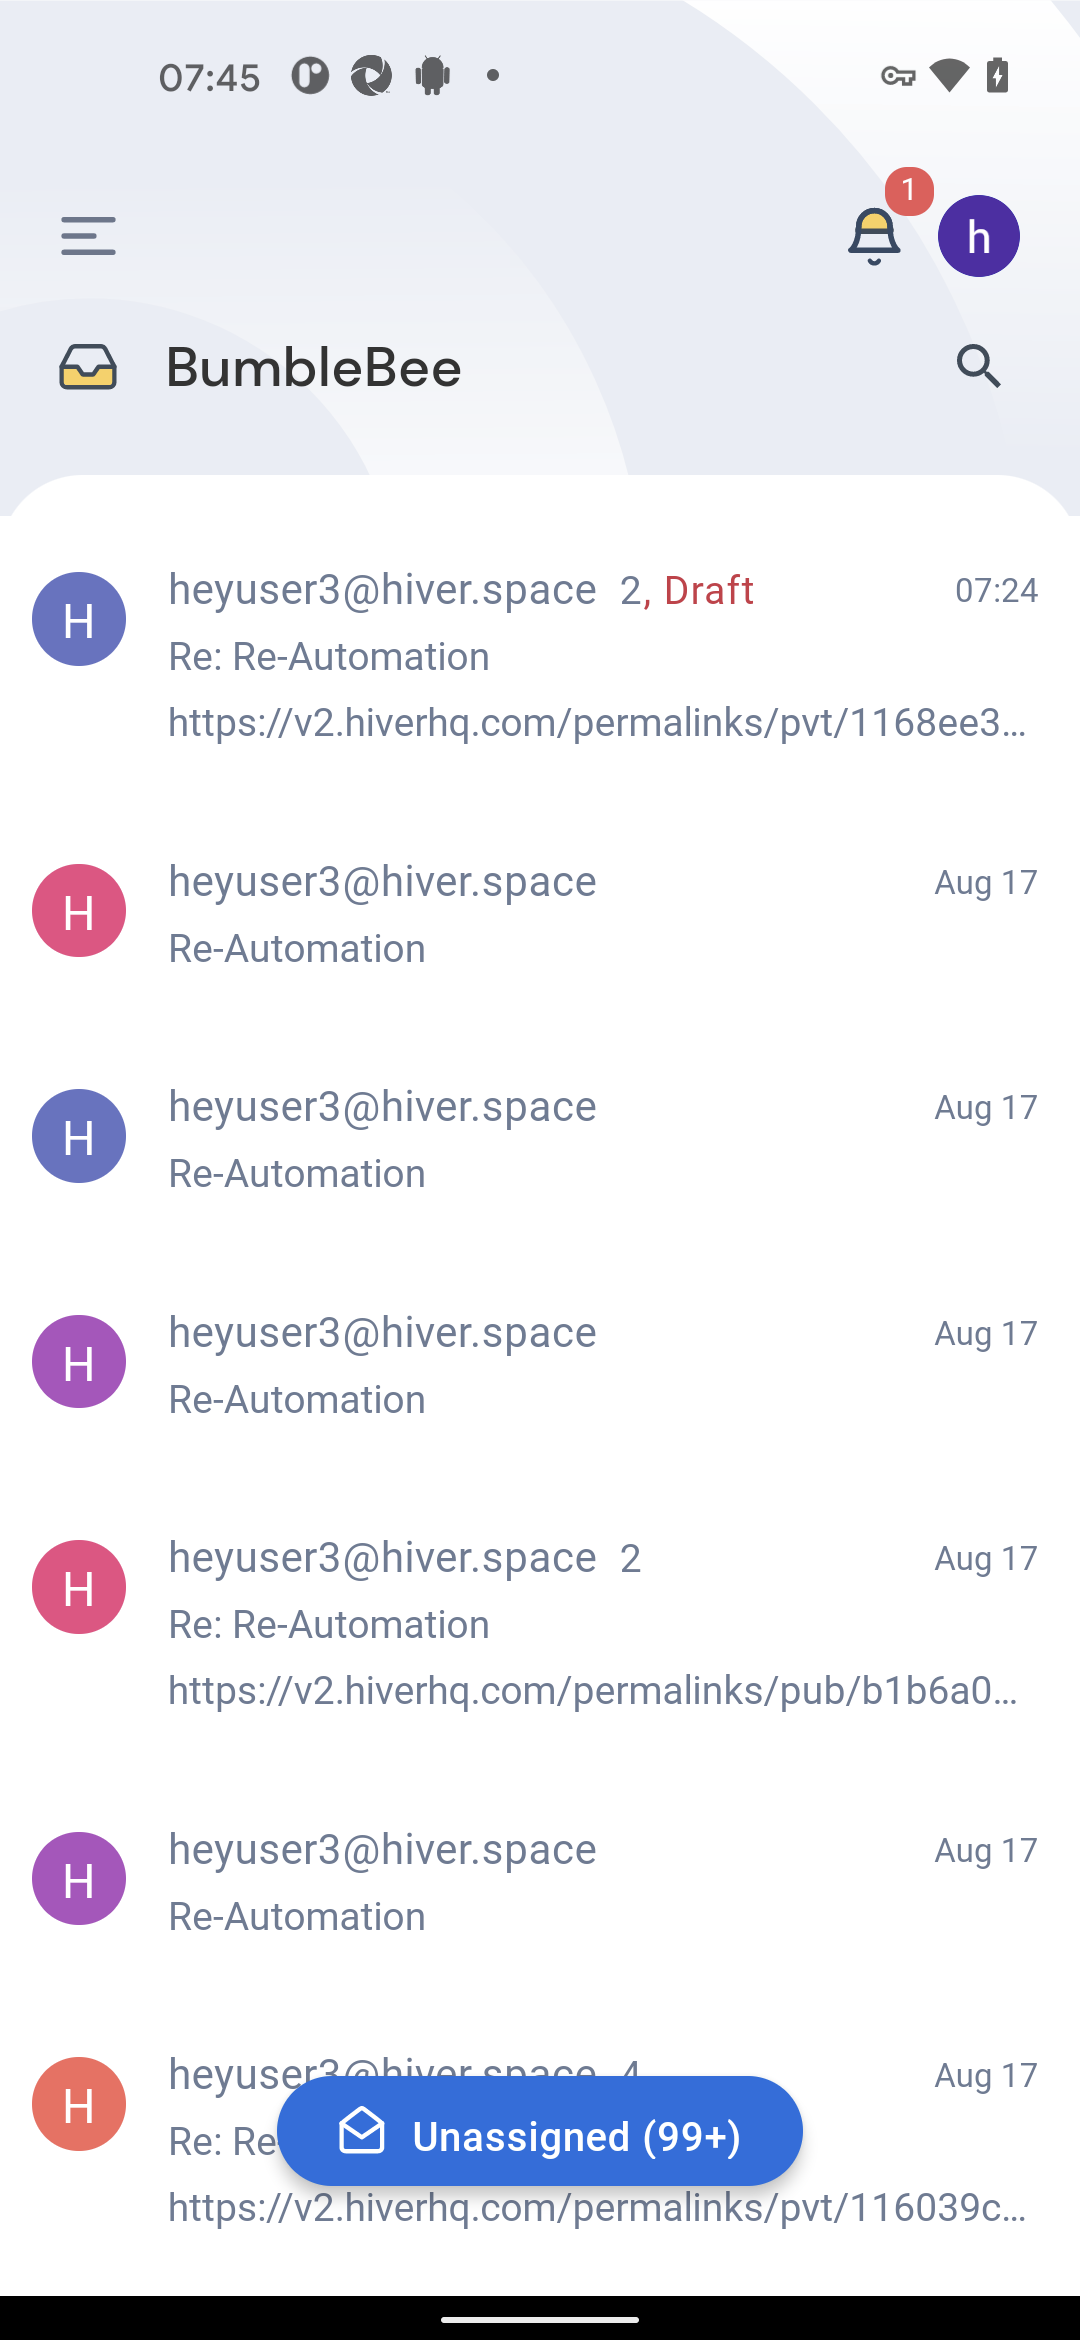 07:45
1
h
BumbleBee
H heyuser3@hiver.space 2, Draft 07:24
Re: Re-Automation
https://v2.hiverhq.com/permalinks/pvt/1168ee3...
H heyuser3@hiver.space Aug 17
Re-Automation
H heyuser3@hiver.space Aug 17
Re-Automation
H heyuser3@hiver.space Aug 17
Re-Automation
H heyuser3@hiver.space 2 Aug 17
Re: Re-Automation
https://v2.hiverhq.com/permalinks/pub/b1b6a0...
H heyuser3@hiver.space Aug 17
Re-Automation
H heyuser3@hiver.space 4 Aug 17
Re: Re-
Unassigned (99+)
https://v2.hiverhq.com/permalinks/pvt/116039c...